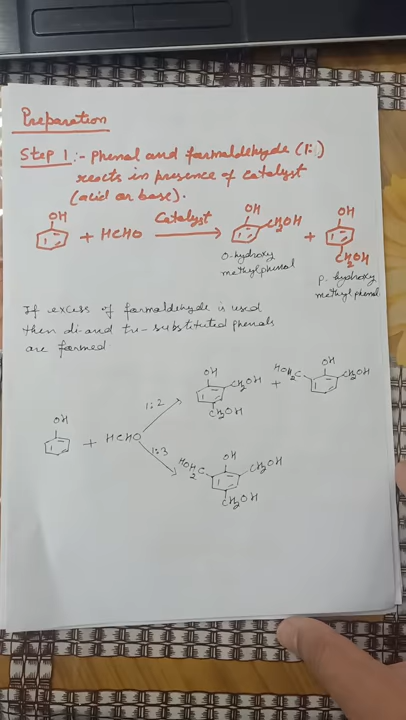 Preparation
Step 1:- Phenol and formaldehyde (1:1)
reacts in presence of catalyst
(acid or base).
OH + HCHO Catalyst OH CH2OH + OH CH2OH
O-hydroxy
methylphenol
p-hydroxy
methyl phenol
If excess of formaldehyde is used
then di and tri-substituted phenols
are formed
OH + HCHO
1:2 OH CH2OH CH2OH + HOH2C OH CH2OH
1:3 HOH2C OH CH2OH CH2OH